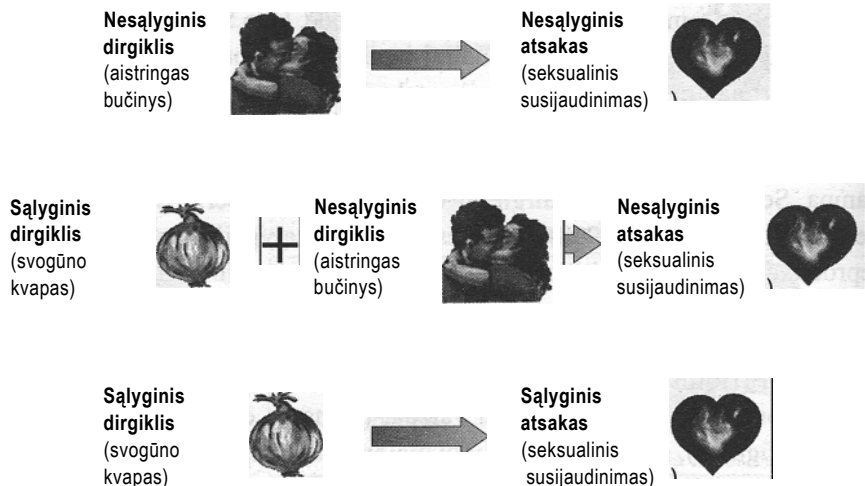 Nesąlyginis
dirgiklis
(aistringas
bučinys)
Nesąlyginis
atsakas
(seksualinis
susijaudinimas)
Sąlyginis
dirgiklis
(svogūno
kvapas)
+
Nesąlyginis
dirgiklis
(aistringas
bučinys)
Nesąlyginis
atsakas
(seksualinis
susijaudinimas)
Sąlyginis
dirgiklis
(svogūno
kvapas)
Sąlyginis
atsakas
(seksualinis
susijaudinimas)